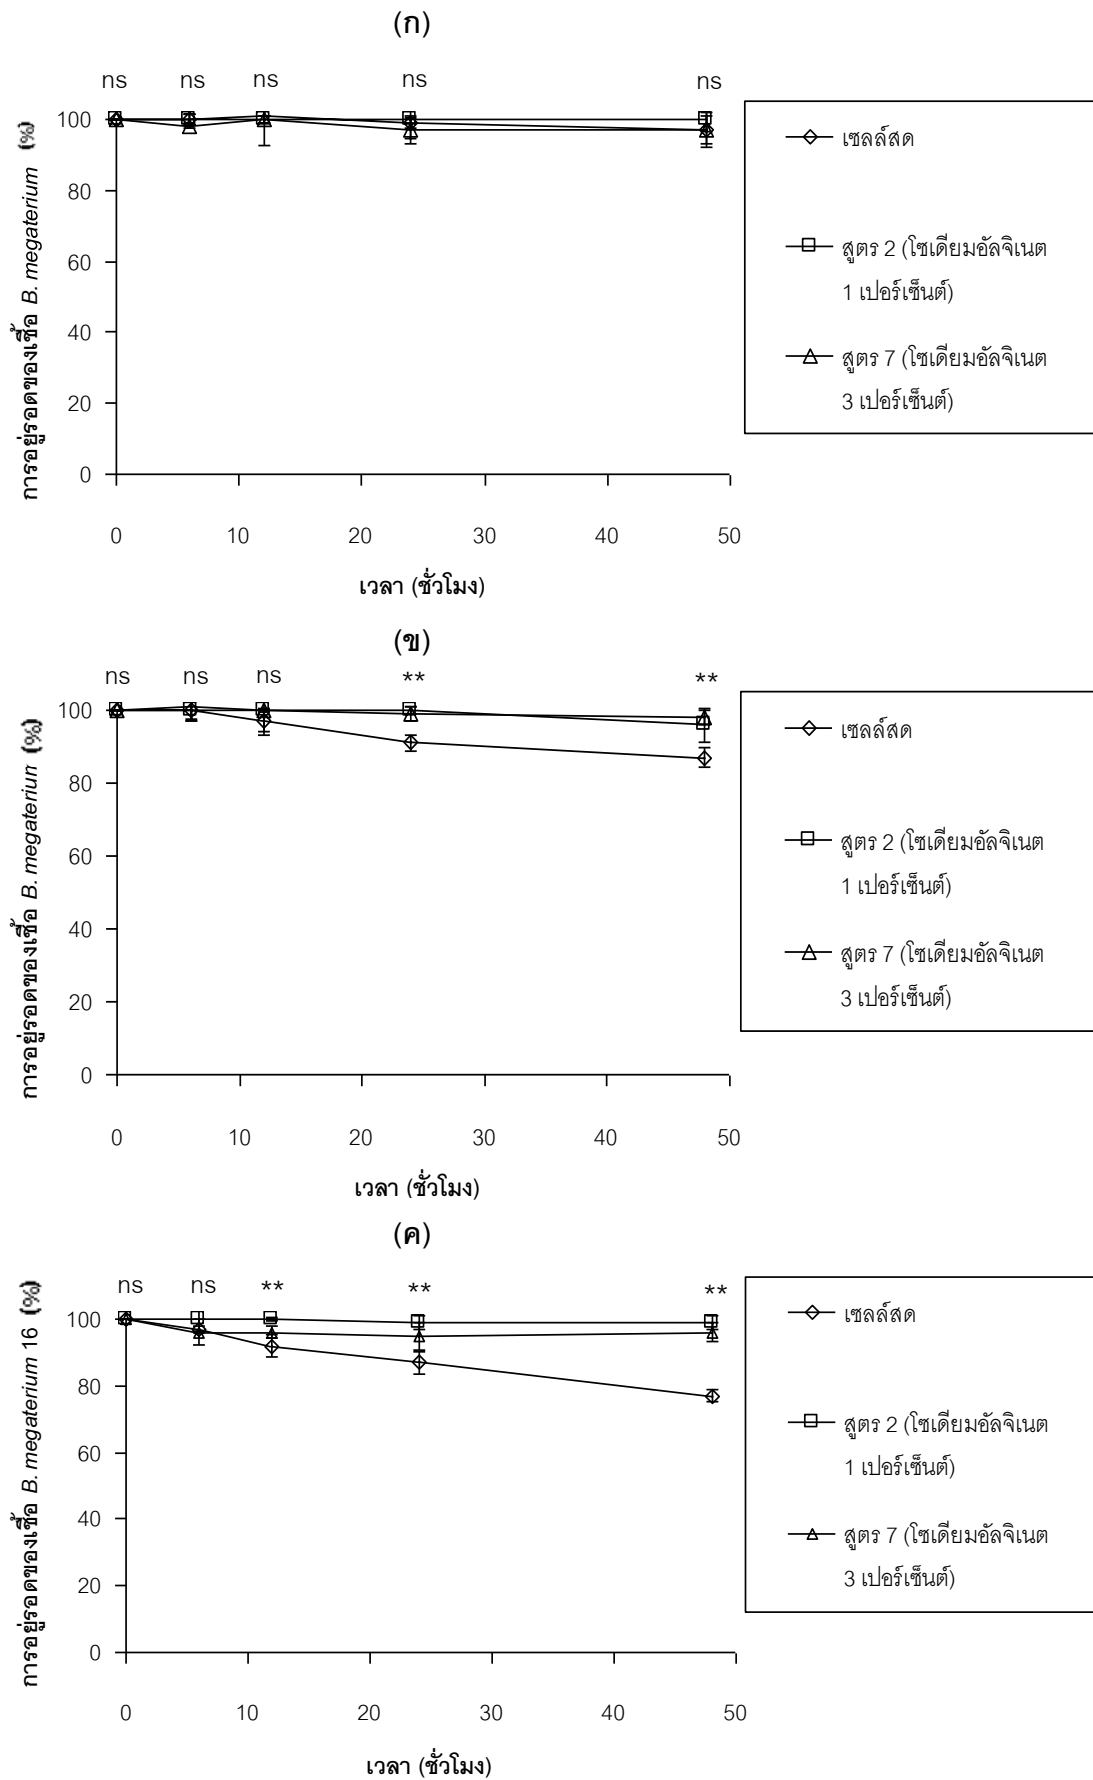 (ก)
ns ns ns ns ns
การอยู่รอดของเชื้อ B. megaterium (%)
100
80
60
40
20
0
0 10 20 30 40 50
เวลา (ชั่วโมง)
เซลล์สด
สูตร 2 (โซเดียมอัลจิเนต
1 เปอร์เซ็นต์)
สูตร 7 (โซเดียมอัลจิเนต
3 เปอร์เซ็นต์)
(ข)
ns ns ns ** **
การอยู่รอดของเชื้อ B. megateriun (%)
100
80
60
40
20
0
0 10 20 30 40 50
เวลา (ชั่วโมง)
เซลล์สด
สูตร 2 (โซเดียมอัลจิเนต
1 เปอร์เซ็นต์)
สูตร 7 (โซเดียมอัลจิเนต
3 เปอร์เซ็นต์)
(ค)
ns ns ** ** **
การอยู่รอดของเชื้อ B. megaterium 16 (%)
100
80
60
40
20
0
0 10 20 30 40 50
เวลา (ชั่วโมง)
เซลล์สด
สูตร 2 (โซเดียมอัลจิเนต
1 เปอร์เซ็นต์)
สูตร 7 (โซเดียมอัลจิเนต
3 เปอร์เซ็นต์)